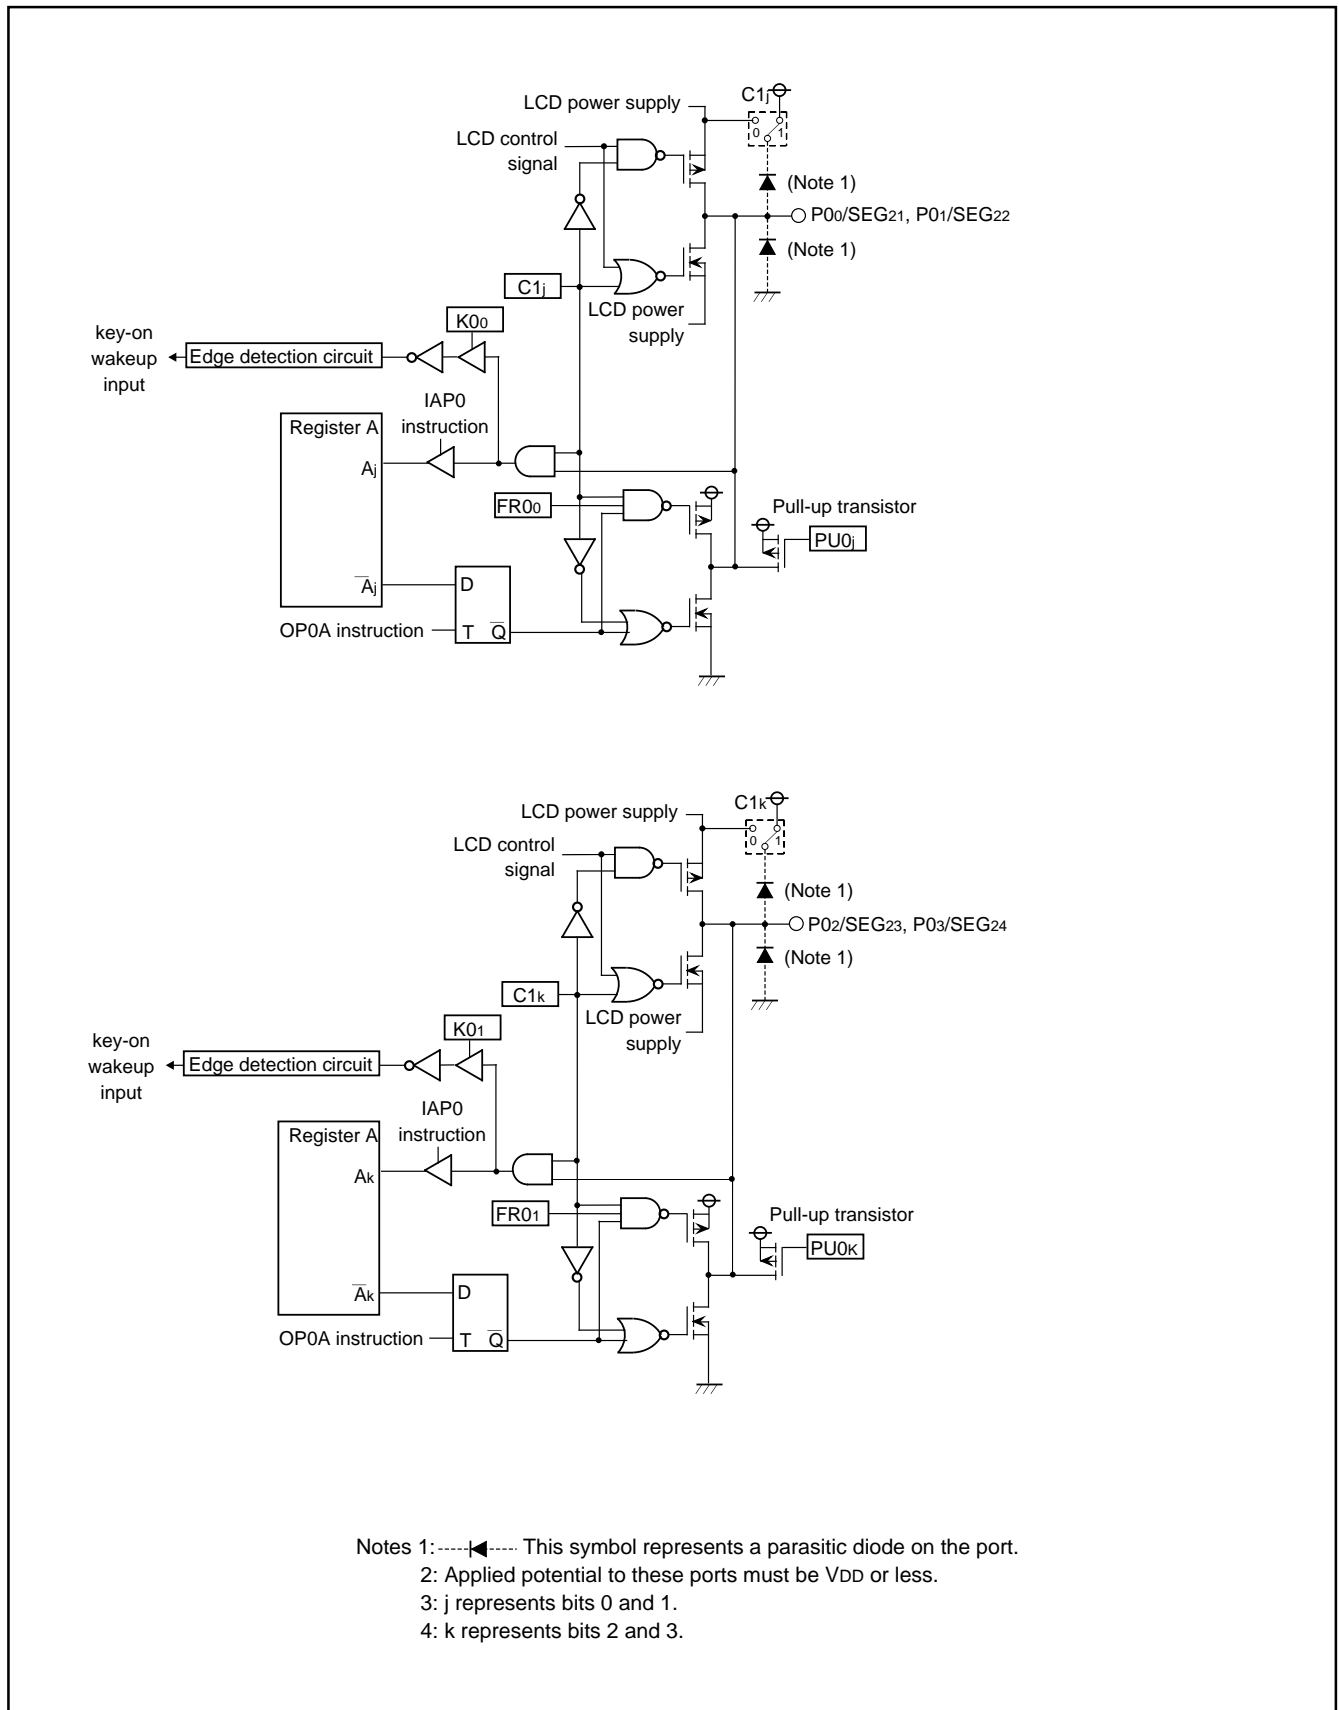 LCD power supply
C1j
0 1
LCD control
signal
(Note 1)
P00/SEG21, P01/SEG22
(Note 1)
C1j
LCD power
supply
K00
key-on
wakeup
input
Edge detection circuit
IAP0
instruction
Register A
Aj
FR00
Pull-up transistor
PU0j
A̅j
D
OP0A instruction
T Q̅
LCD power supply
C1k
0 1
LCD control
signal
(Note 1)
P02/SEG23, P03/SEG24
(Note 1)
C1k
LCD power
supply
K01
key-on
wakeup
input
Edge detection circuit
IAP0
instruction
Register A
Ak
FR01
Pull-up transistor
PU0K
A̅k
D
OP0A instruction
T Q̅
Notes 1: This symbol represents a parasitic diode on the port.
2: Applied potential to these ports must be VDD or less.
3: j represents bits 0 and 1.
4: k represents bits 2 and 3.